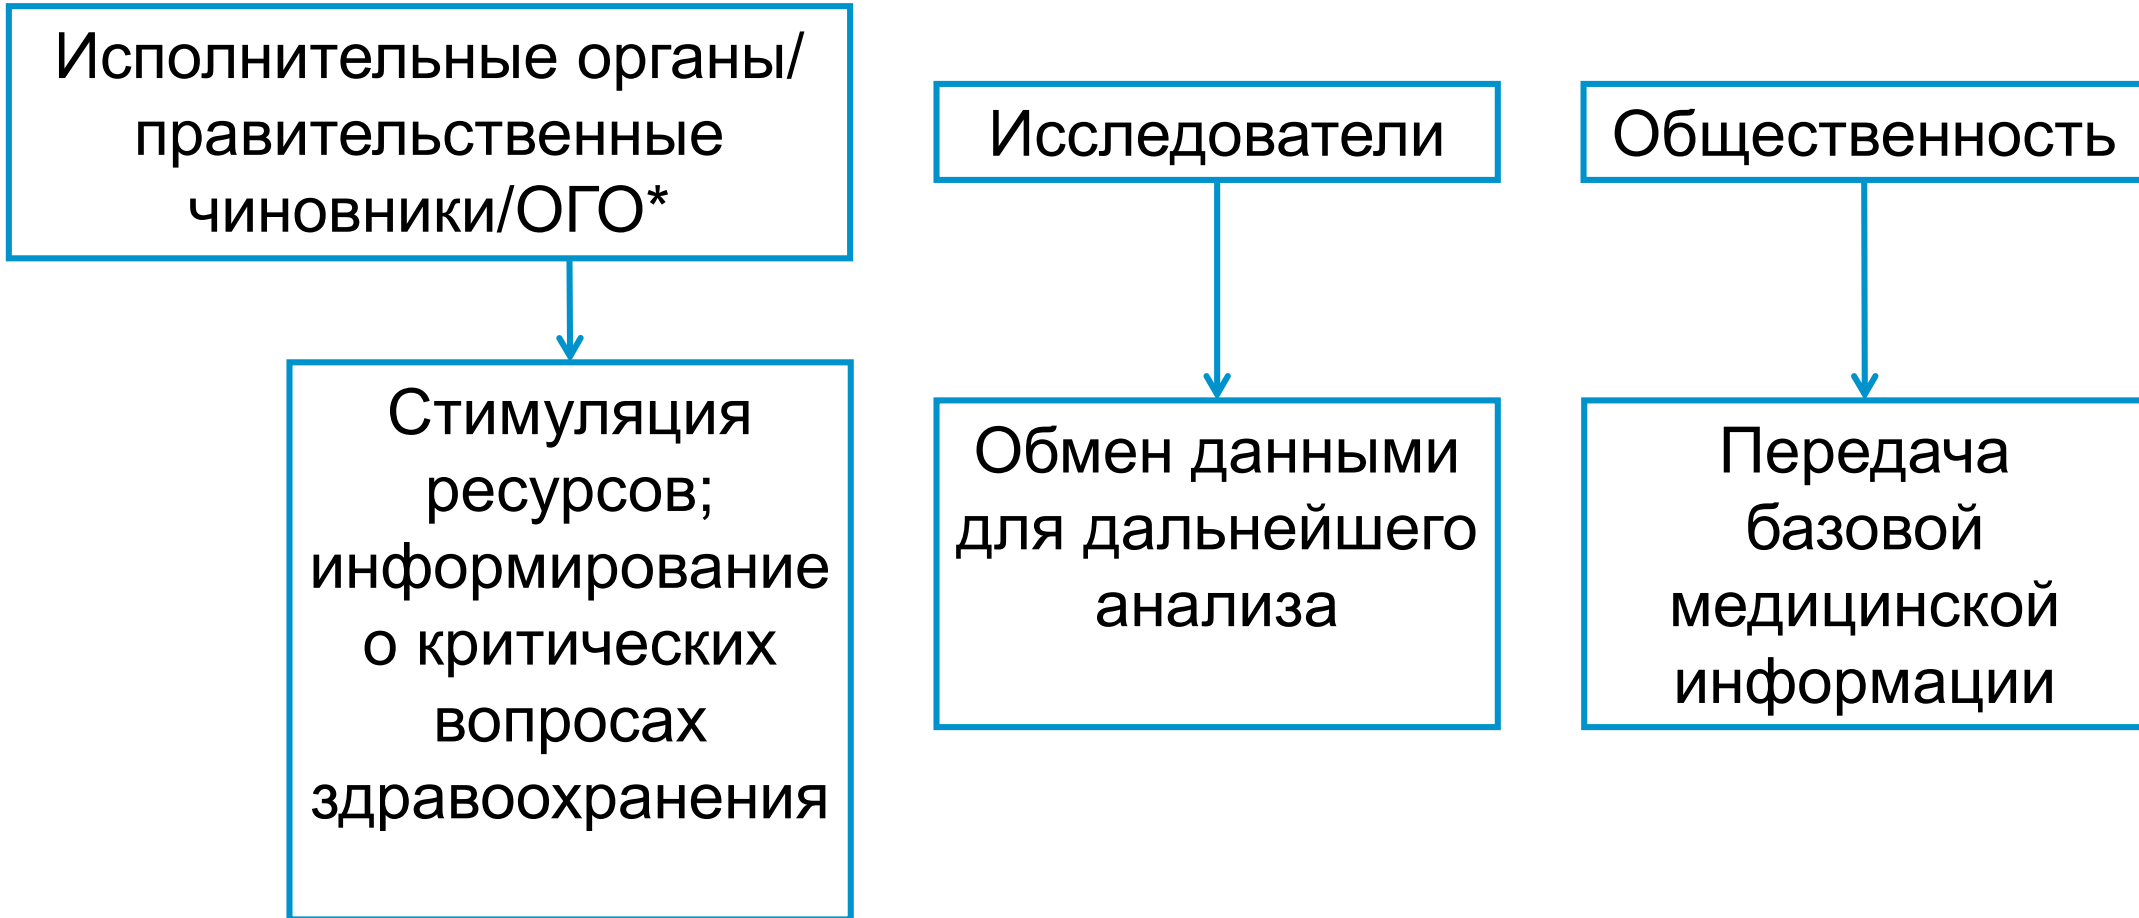 Исполнительные органы/
правительственные
чиновники/ОГО*
Исследователи
Общественность
Стимуляция
ресурсов;
информирование
о критических
вопросах
здравоохранения
Обмен данными
для дальнейшего
анализа
Передача
базовой
медицинской
информации